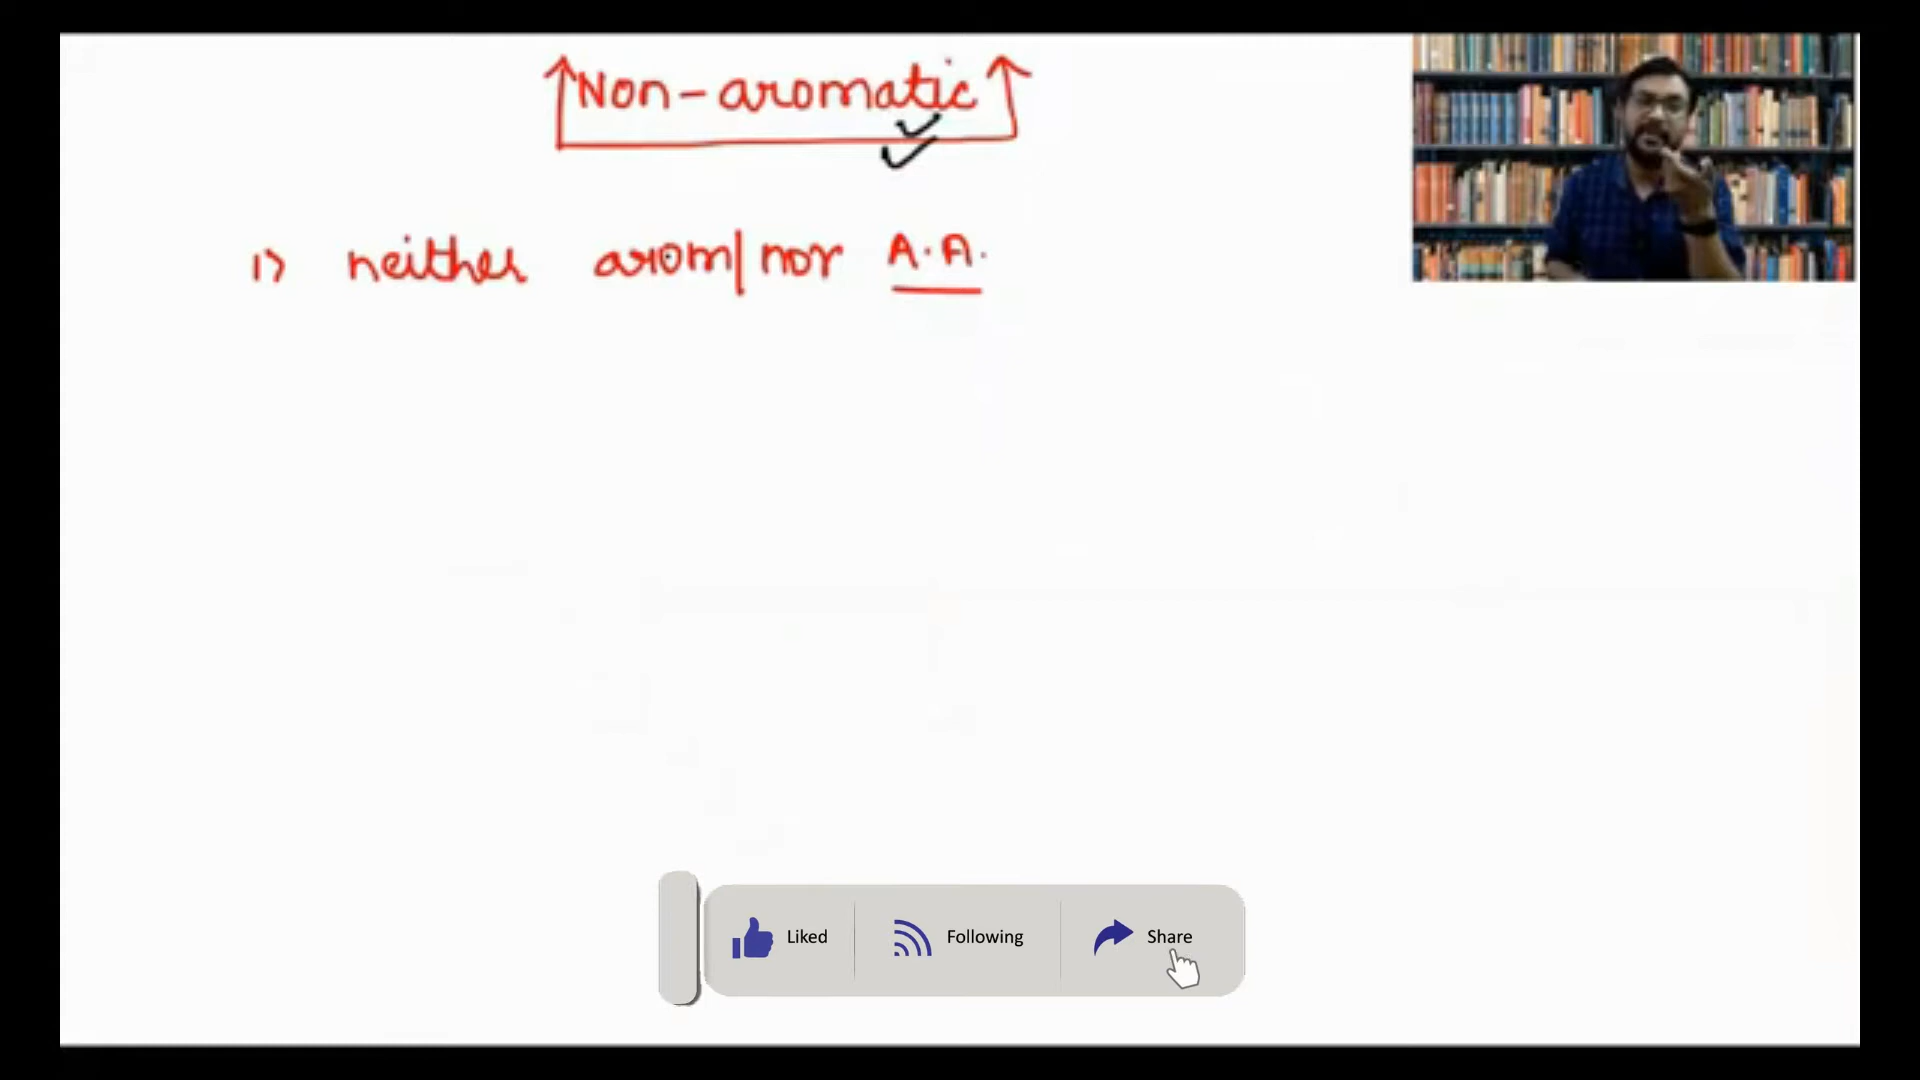 Non-aromatic
1) neither arom/nor A.A.
Liked
Following
Share